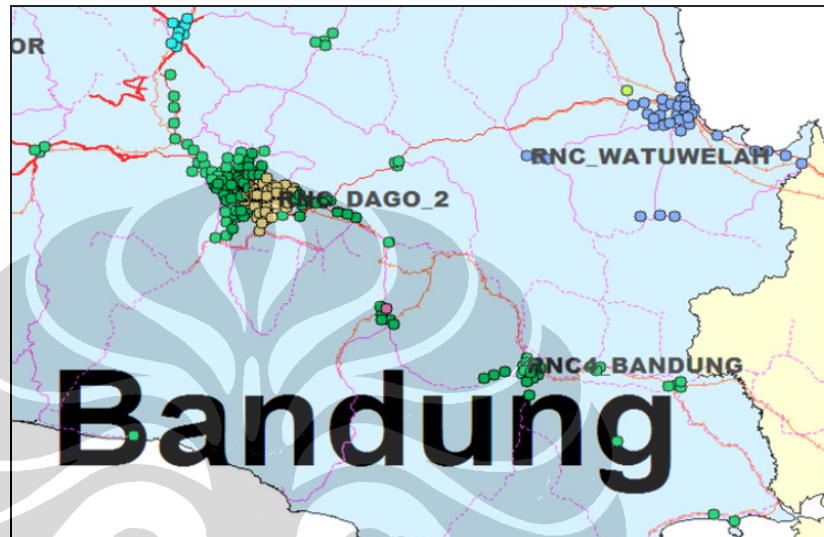 OR
RNC_WATUWELAH
RNC_DAGO_2
RNC4_BANDUNG
Bandung